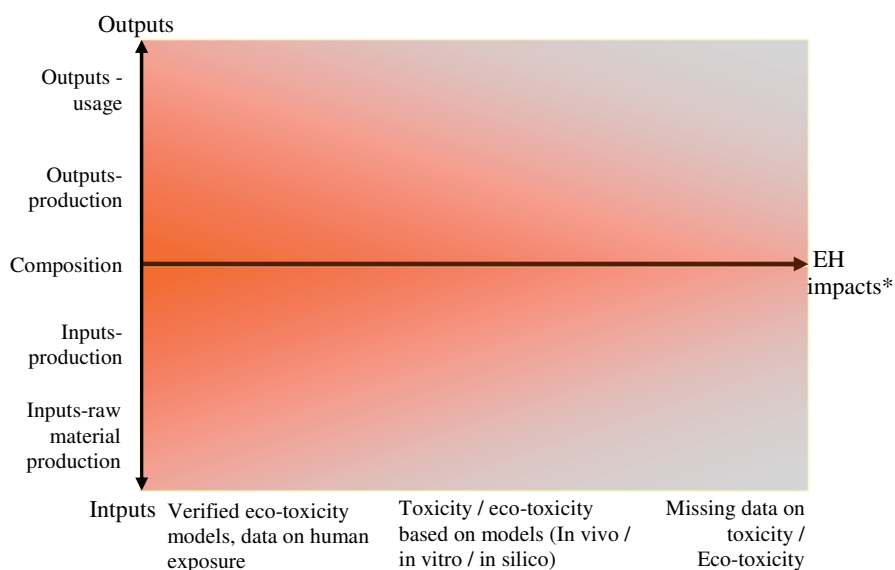 Outputs
Outputs -
usage
Outputs-
production
Composition
EH
impacts*
Inputs-
production
Inputs-raw
material
production
Intputs
Verified eco-toxicity
models, data on human
exposure
Toxicity / eco-toxicity
based on models (In vivo /
in vitro / in silico)
Missing data on
toxicity /
Eco-toxicity